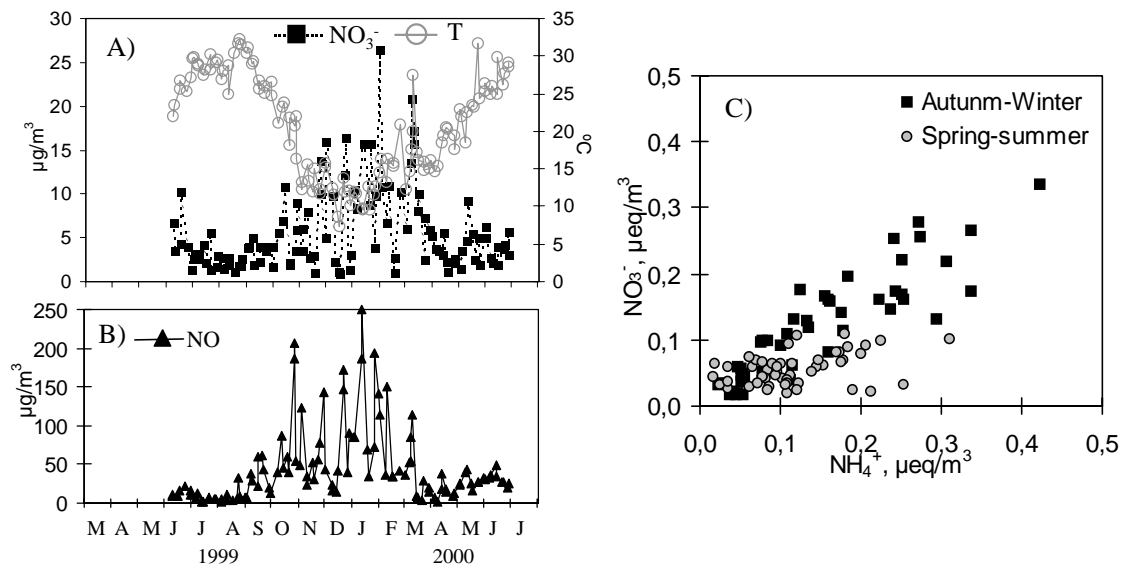 A) NO₃⁻ T
30
25
20
15
10
5
0
µg/m³
35
30
25
20
15
10
5
0
ºC
B) NO
250
200
150
100
50
0
µg/m³
M A M J J A S O N D J F M A M J J
1999 2000
C) Autunm-Winter
Spring-summer
0,5
0,4
0,3
0,2
0,1
0,0
NO₃⁻, µeq/m³
0,0 0,1 0,2 0,3 0,4 0,5
NH₄⁺, µeq/m³